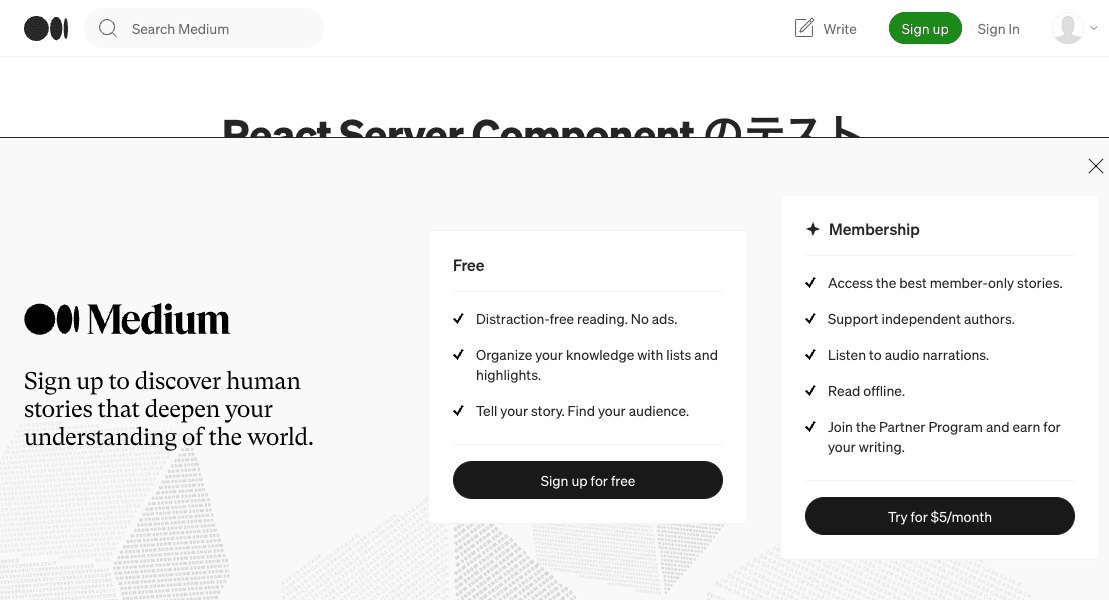 Search Medium
Write
Sign up
Sign In
React Server Component のテスト
Medium
Sign up to discover human
stories that deepen your
understanding of the world.
Free
Distraction-free reading. No ads.
Organize your knowledge with lists and
highlights.
Tell your story. Find your audience.
Sign up for free
Membership
Access the best member-only stories.
Support independent authors.
Listen to audio narrations.
Read offline.
Join the Partner Program and earn for
your writing.
Try for $5/month